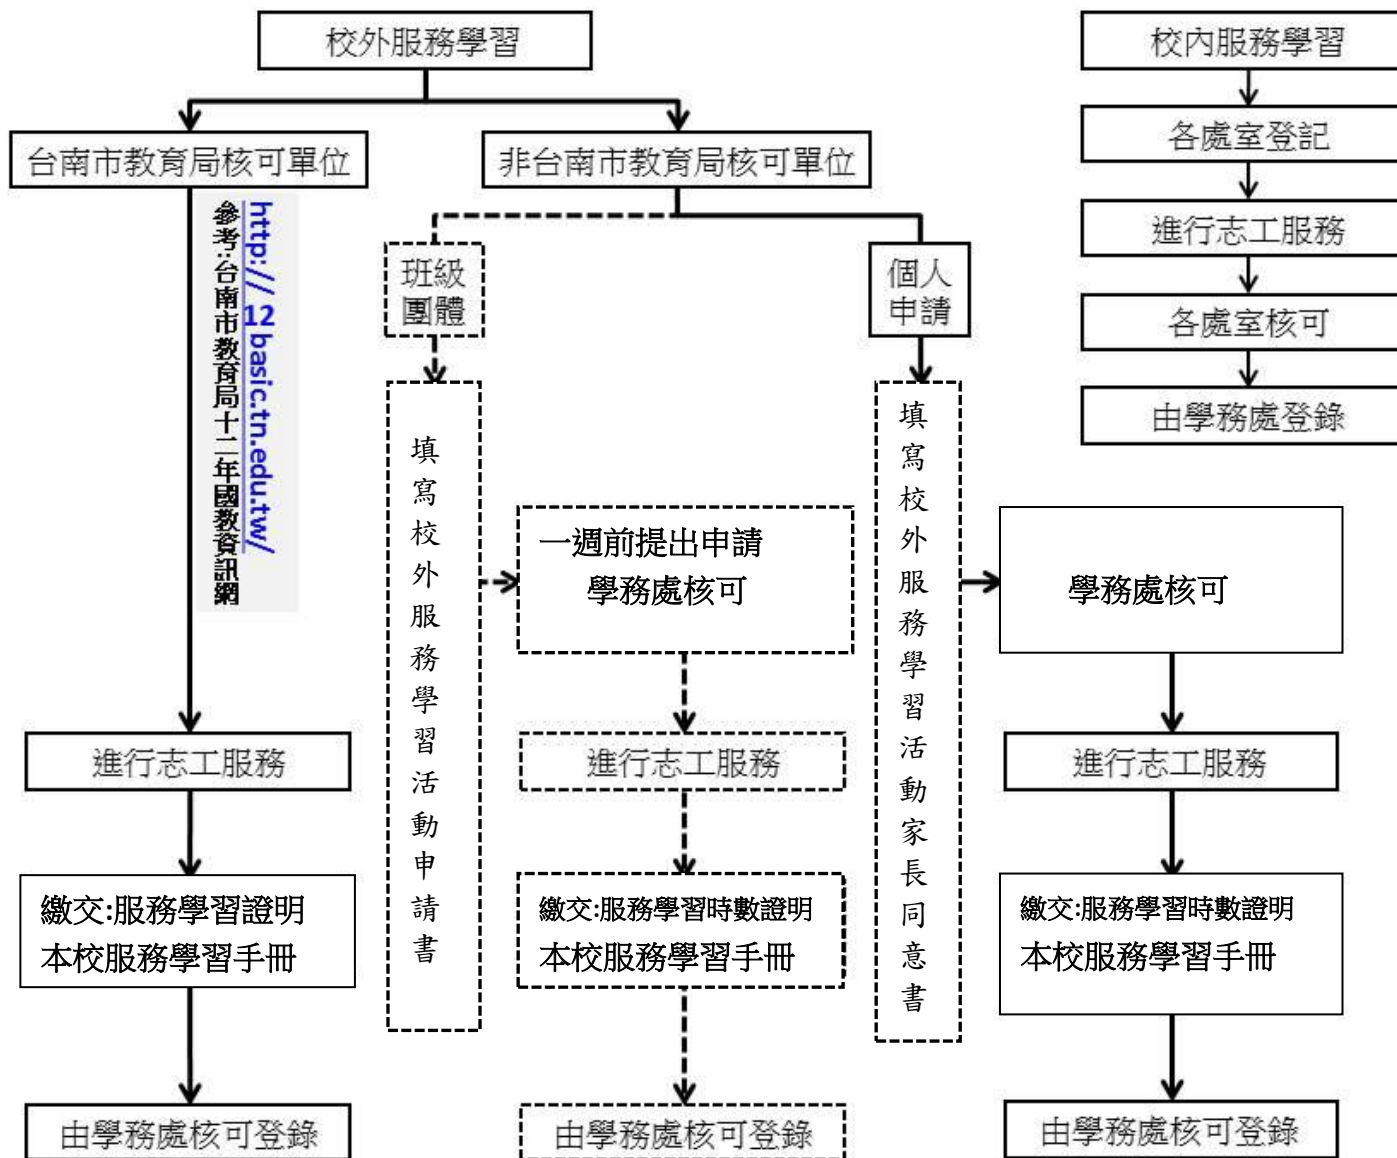 校外服務學習
校內服務學習
台南市教育局核可單位
非台南市教育局核可單位
各處室登記
進行志工服務
各處室核可
由學務處登錄
http:// 12basic.tn.edu.tw/
參考:台南市教育局十二年國教資訊網
班級
團體
個人
申請
填寫校外服務學習活動申請書
一週前提出申請
學務處核可
填寫校外服務學習活動家長同意書
學務處核可
進行志工服務
進行志工服務
進行志工服務
繳交:服務學習證明
本校服務學習手冊
繳交:服務學習時數證明
本校服務學習手冊
繳交:服務學習時數證明
本校服務學習手冊
由學務處核可登錄
由學務處核可登錄
由學務處核可登錄